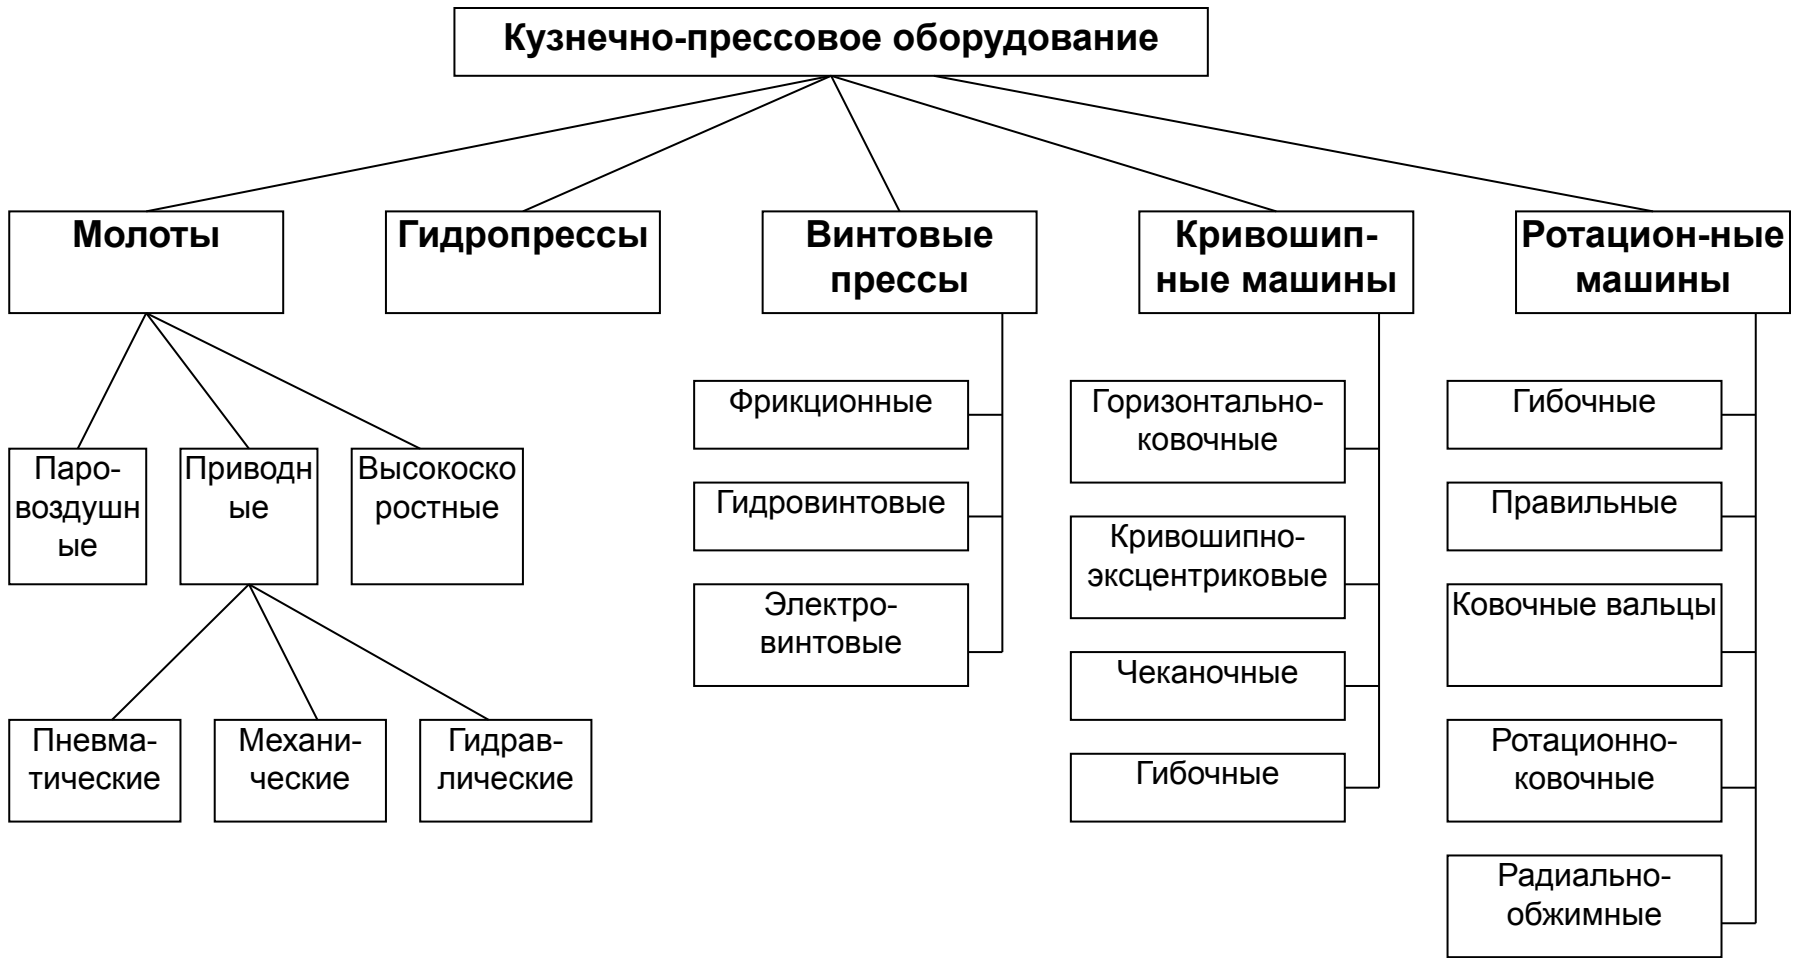 Кузнечно-прессовое оборудование
Молоты
Гидропрессы
Винтовые
прессы
Кривошип-
ные машины
Ротацион-ные
машины
Паро-
воздушн
ые
Приводн
ые
Высокоско
ростные
Пневма-
тические
Механи-
ческие
Гидрав-
лические
Фрикционные
Гидровинтовые
Электро-
винтовые
Горизонтально-
ковочные
Кривошипно-
эксцентриковые
Чеканочные
Гибочные
Гибочные
Правильные
Ковочные вальцы
Ротационно-
ковочные
Радиально-
обжимные